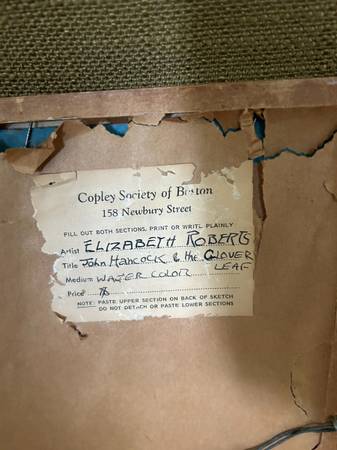 Copley Society of Boston
158 Newbury Street
FILL OUT BOTH SECTIONS, PRINT OR WRITE PLAINLY
Artist ELIZABETH ROBERTS
Title John Hancock & the Clover
LEAF
Medium WATER COLOR
Price
NOTE: PASTE UPPER SECTION ON BACK OF SKETCH
DO NOT DETACH OR PASTE LOWER SECTIONS